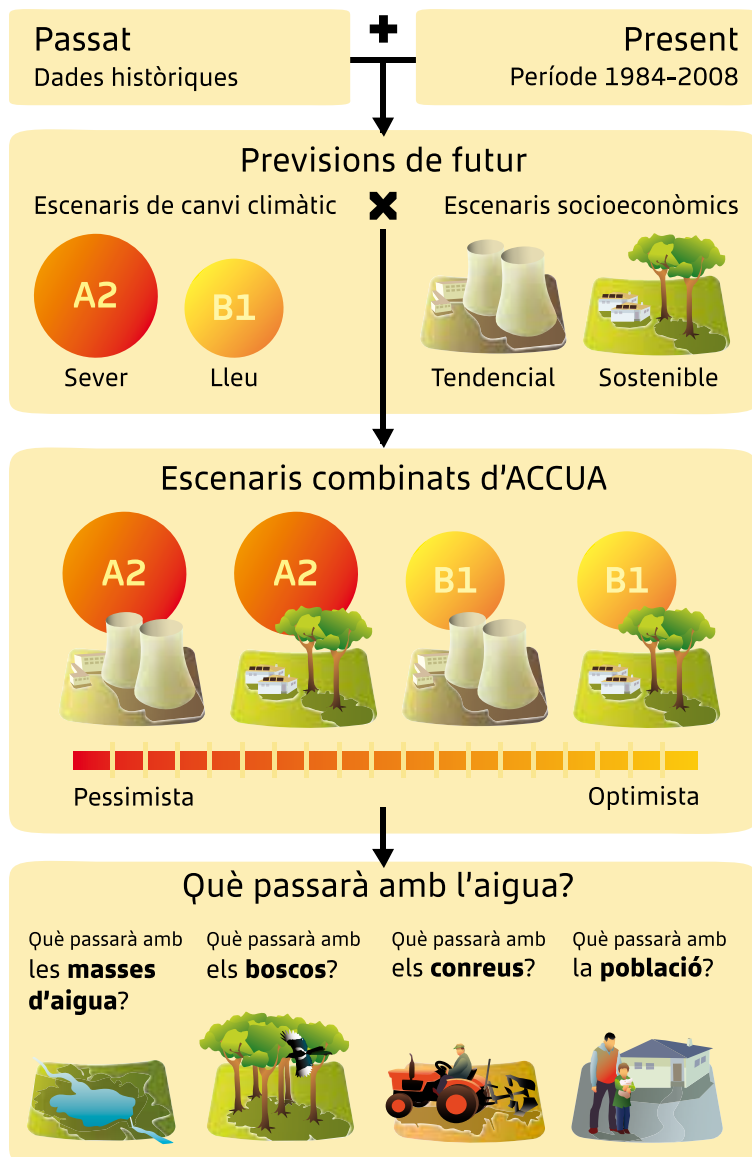 Passat
Dades històriques
Present
Període 1984-2008
Previsions de futur
Escenaris de canvi climàtic
Escenaris socioeconòmics
A2
B1
Sever
Lleu
Tendencial
Sostenible
Escenaris combinats d'ACCUA
A2
A2
B1
B1
Pessimista
Optimista
Què passarà amb l'aigua?
Què passarà amb
les masses
d'aigua?
Què passarà amb
els boscos?
Què passarà amb
els conreus?
Què passarà amb
la població?